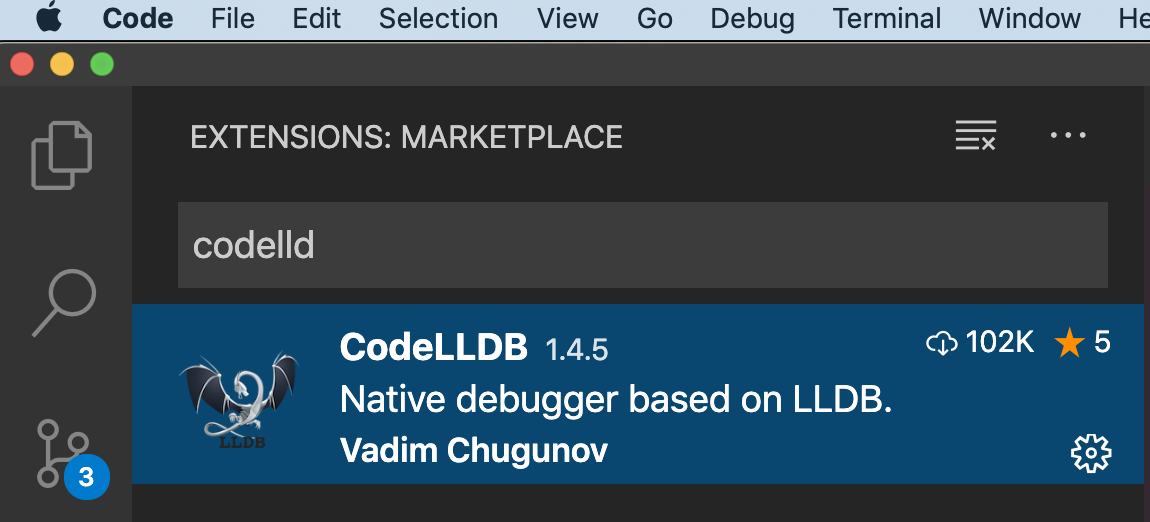 Code File Edit Selection View Go Debug Terminal Window He
EXTENSIONS: MARKETPLACE
codelld
CodeLLDB 1.4.5 102K 5
Native debugger based on LLDB.
LLDB
Vadim Chugunov
3